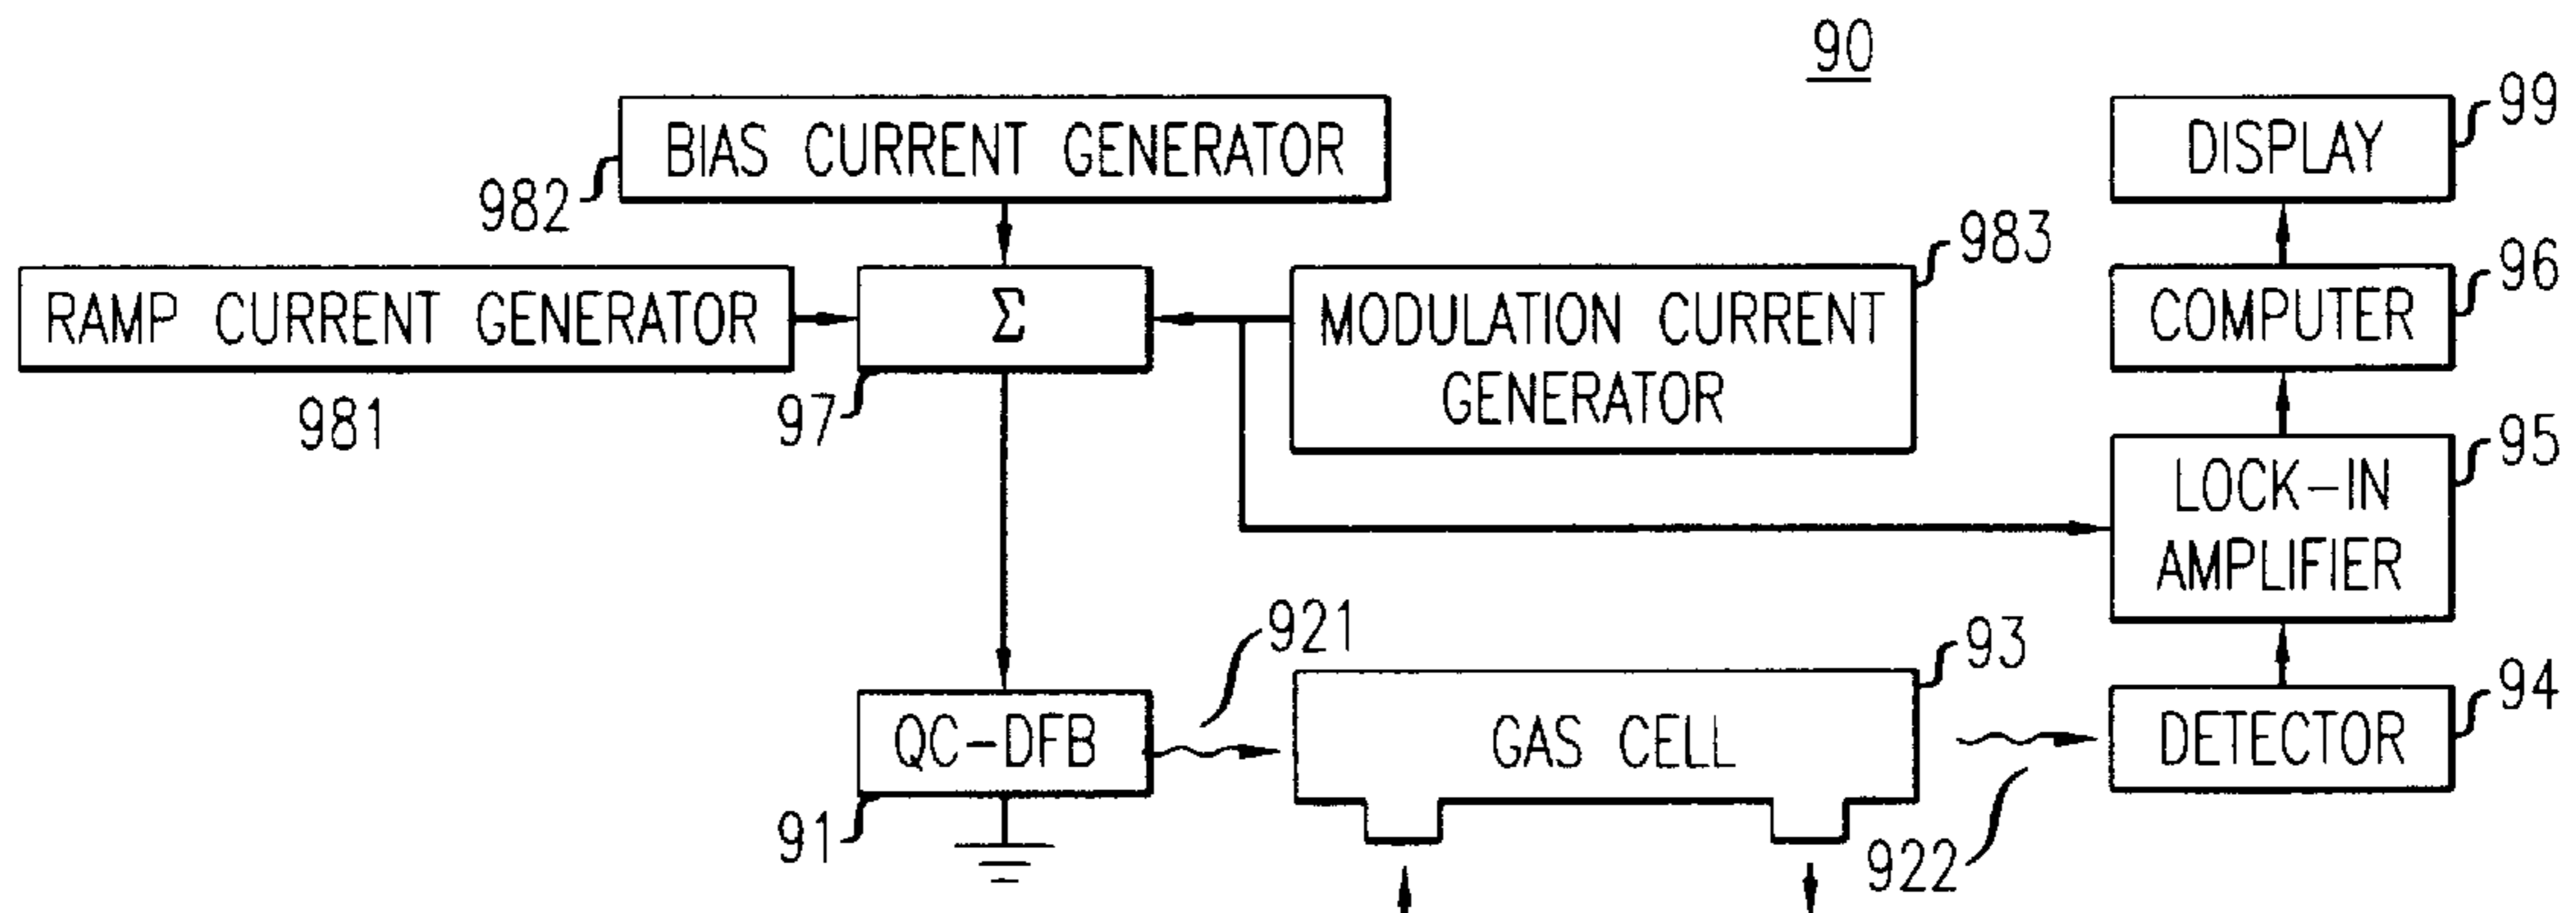 90
BIAS CURRENT GENERATOR
982
DISPLAY
99
RAMP CURRENT GENERATOR
981
Σ
97
MODULATION CURRENT
GENERATOR
983
COMPUTER
96
LOCK-IN
AMPLIFIER
95
QC-DFB
91
921
GAS CELL
93
922
DETECTOR
94